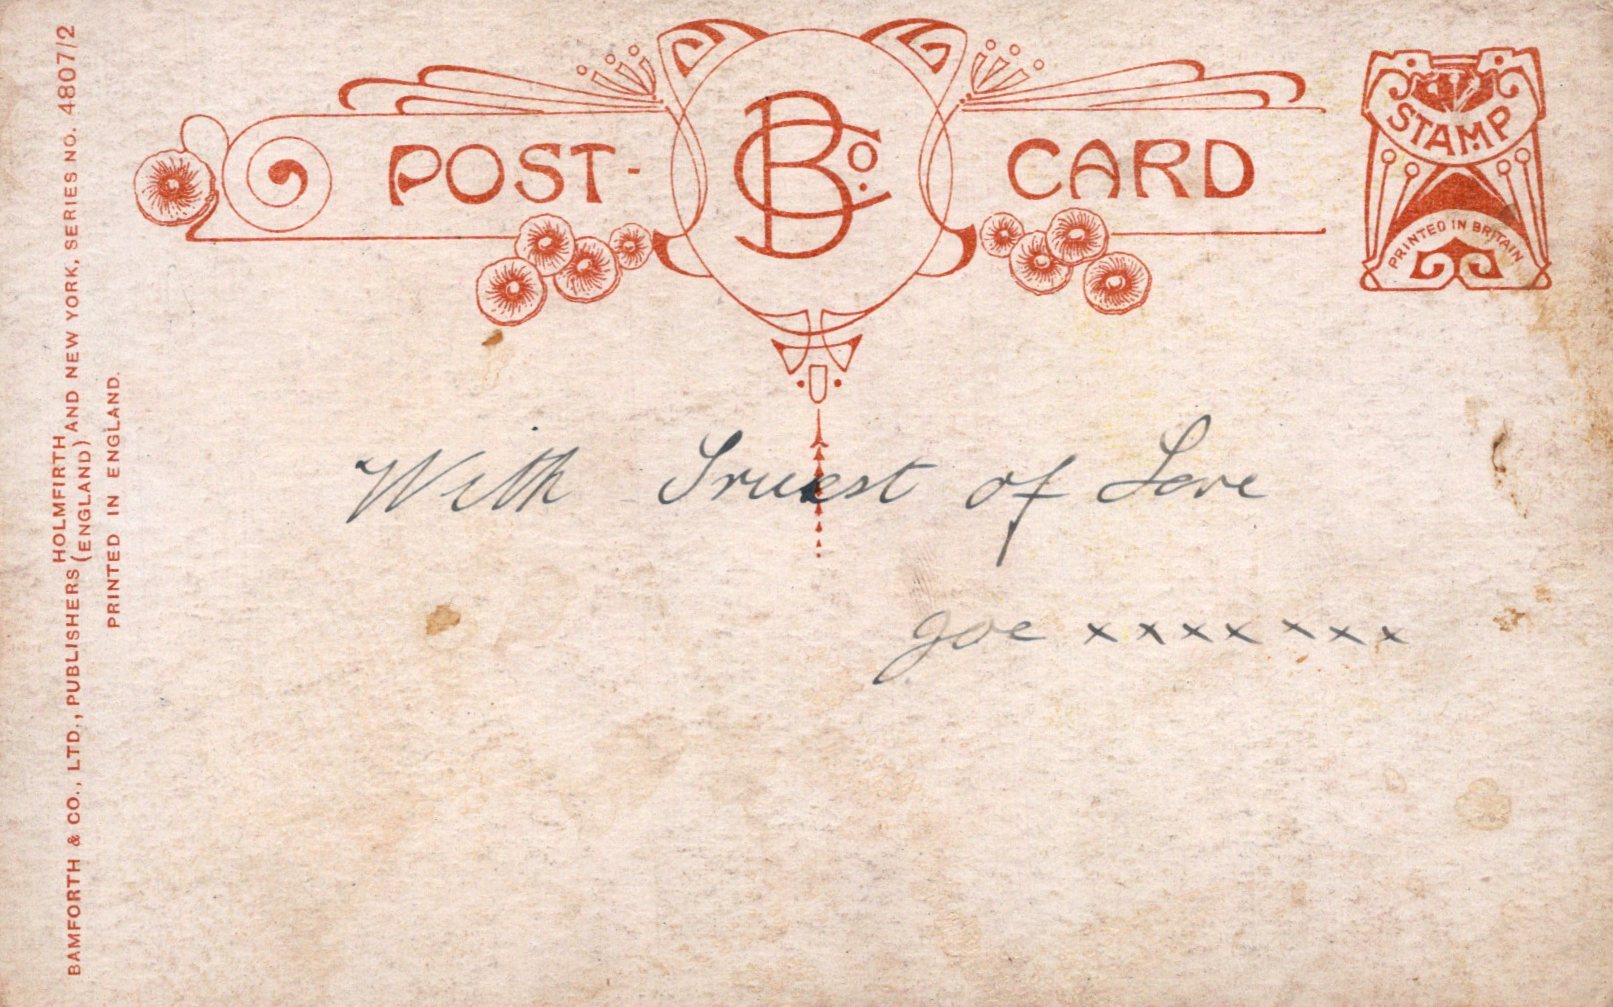 POST-CARD
B Co.
STAMP
PRINTED IN BRITAIN
With Truest of Love
Joe xxxxxxx
BAMFORTH & CO., LTD., PUBLISHERS HOLMFIRTH (ENGLAND) AND NEW YORK, SERIES NO. 4807/2
PRINTED IN ENGLAND.